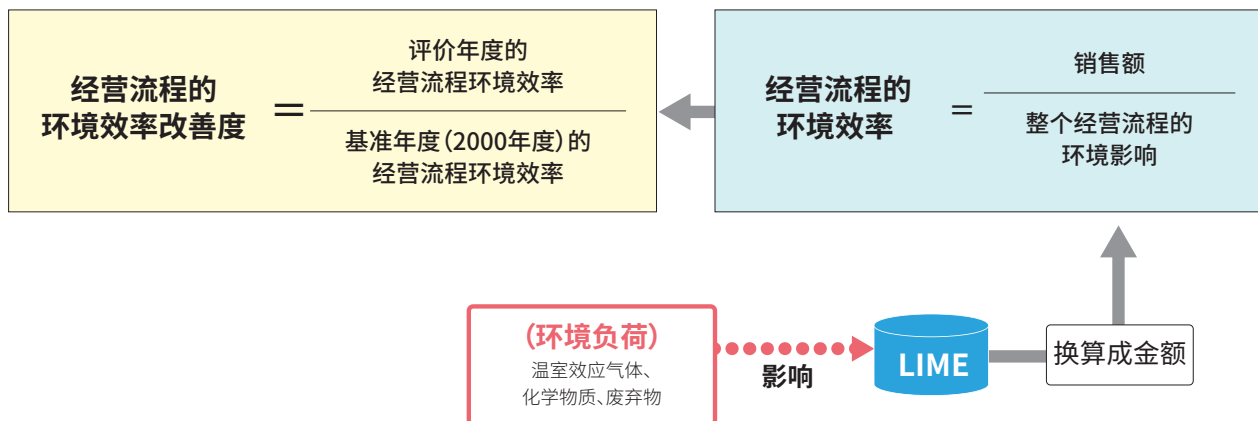 经营流程的
环境效率改善度
=
评价年度的
经营流程环境效率
基准年度(2000年度)的
经营流程环境效率
经营流程的
环境效率
=
销售额
整个经营流程的
环境影响
(环境负荷)
温室效应气体、
化学物质、废弃物
影响
LIME
换算成金额